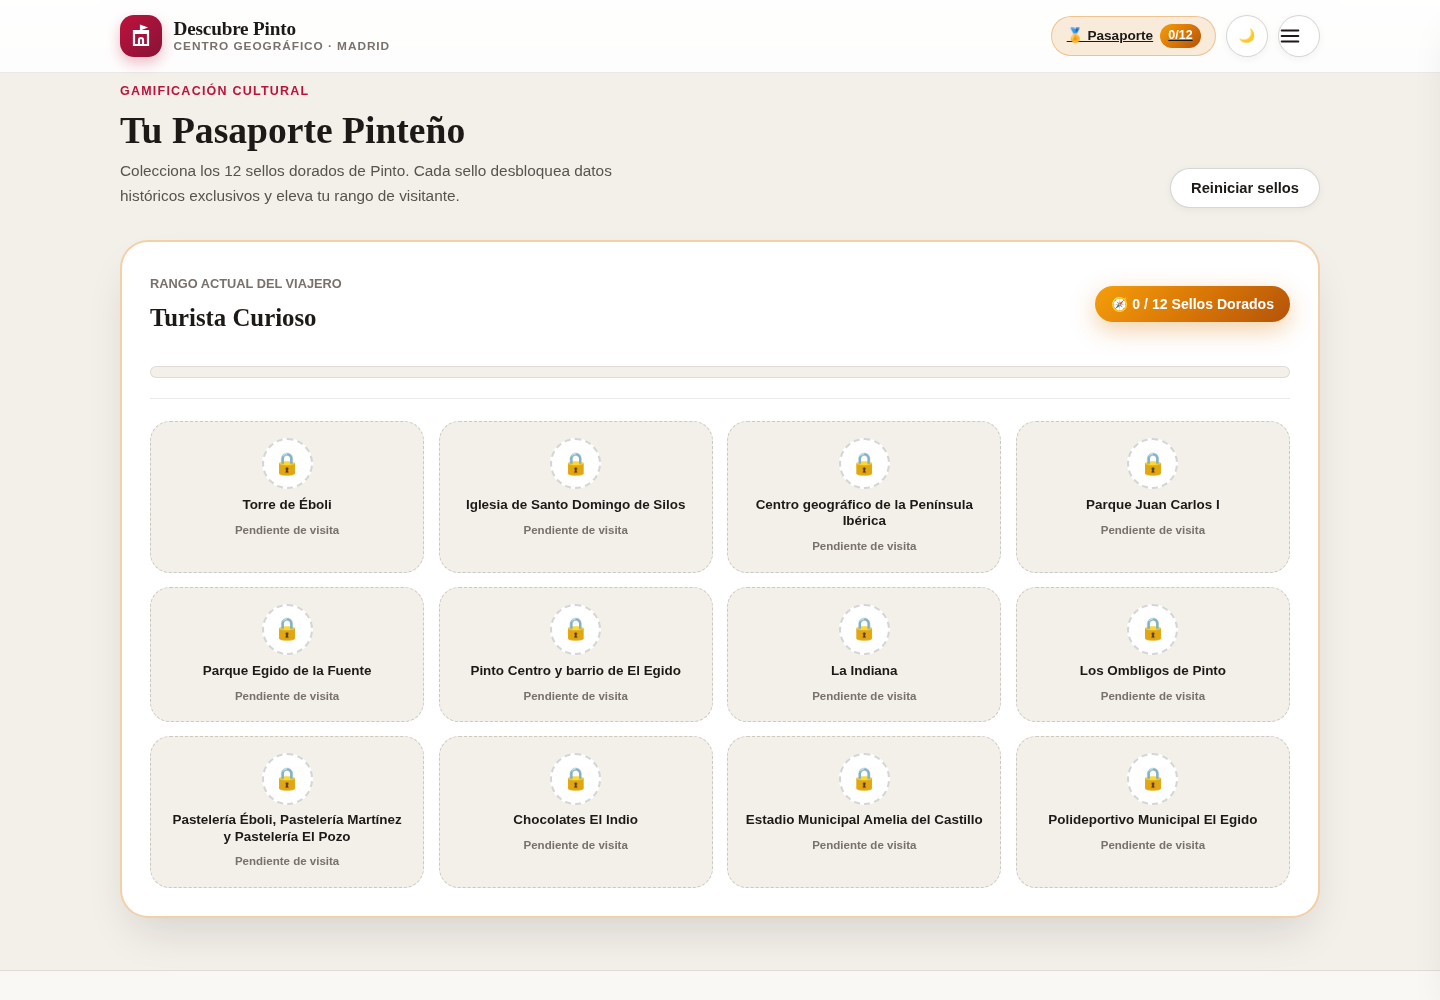 Descubre Pinto
CENTRO GEOGRÁFICO · MADRID
🏅 Pasaporte 0/12
GAMIFICACIÓN CULTURAL
Tu Pasaporte Pinteño
Colecciona los 12 sellos dorados de Pinto. Cada sello desbloquea datos
históricos exclusivos y eleva tu rango de visitante.
Reiniciar sellos
RANGO ACTUAL DEL VIAJERO
Turista Curioso
🧭 0 / 12 Sellos Dorados
Torre de Éboli
Pendiente de visita
Iglesia de Santo Domingo de Silos
Pendiente de visita
Centro geográfico de la Península
Ibérica
Pendiente de visita
Parque Juan Carlos I
Pendiente de visita
Parque Egido de la Fuente
Pendiente de visita
Pinto Centro y barrio de El Egido
Pendiente de visita
La Indiana
Pendiente de visita
Los Ombligos de Pinto
Pendiente de visita
Pastelería Éboli, Pastelería Martínez
y Pastelería El Pozo
Pendiente de visita
Chocolates El Indio
Pendiente de visita
Estadio Municipal Amelia del Castillo
Pendiente de visita
Polideportivo Municipal El Egido
Pendiente de visita